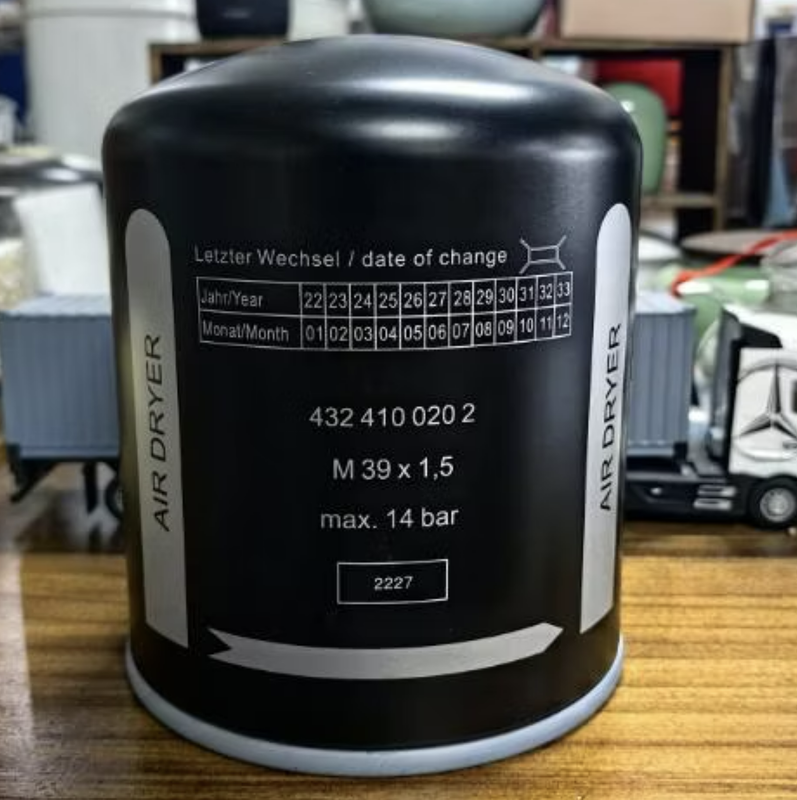 Letzter Wechsel / date of change
Jahr/Year 22 23 24 25 26 27 28 29 30 31 32 33
Monat/Month 01 02 03 04 05 06 07 08 09 10 11 12
AIR DRYER
432 410 020 2
M 39 x 1,5
max. 14 bar
2227
AIR DRYER